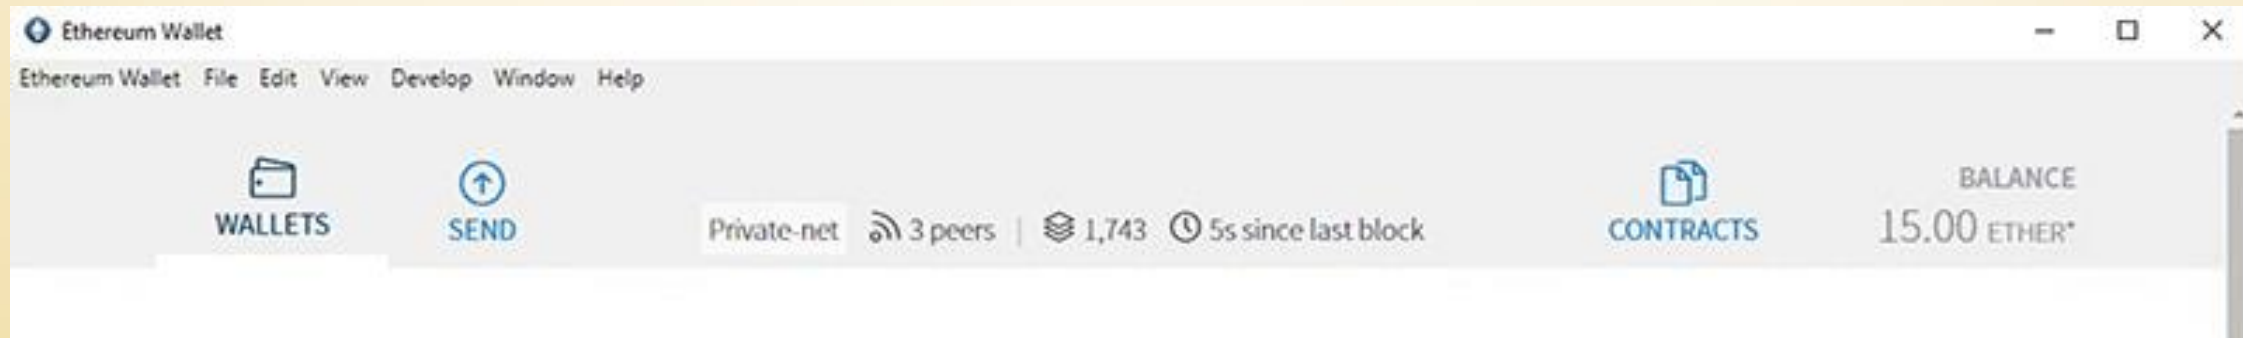 Ethereum Wallet
Ethereum Wallet File Edit View Develop Window Help
WALLETS
SEND
Private-net 3 peers | 1,743 5s since last block
CONTRACTS
BALANCE
15.00 ETHER*